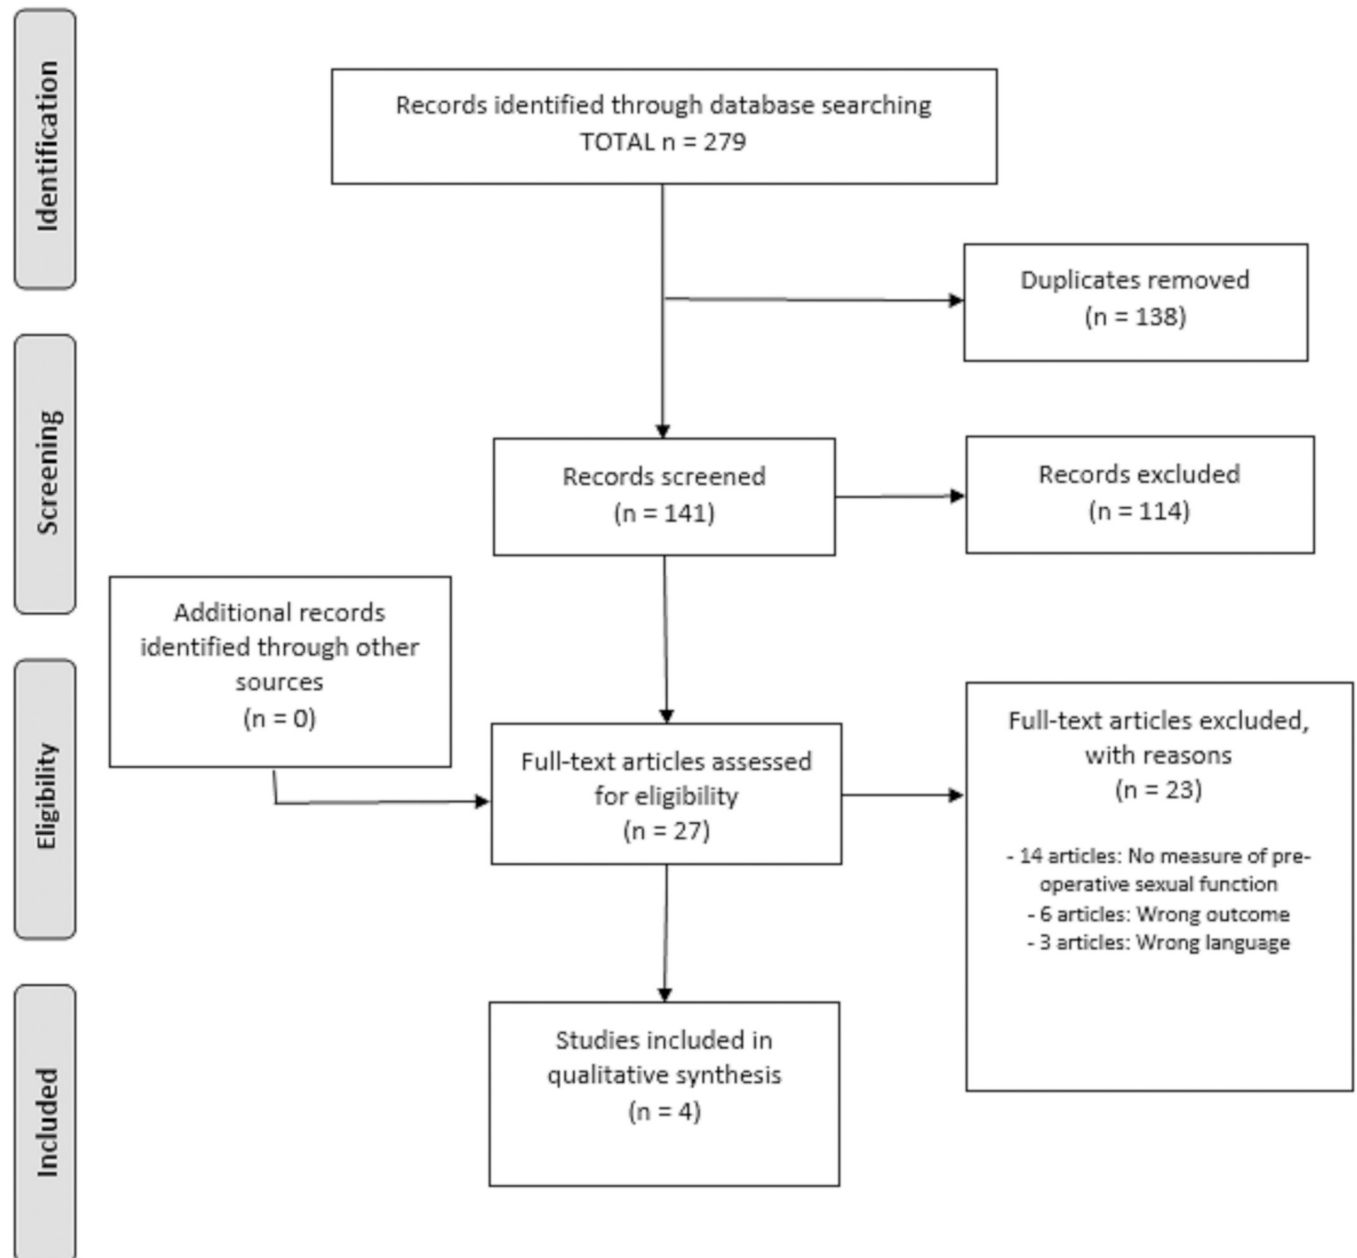 Identification
Records identified through database searching
TOTAL n = 279
Duplicates removed
(n = 138)
Screening
Records screened
(n = 141)
Records excluded
(n = 114)
Additional records
identified through other
sources
(n = 0)
Eligibility
Full-text articles assessed
for eligibility
(n = 27)
Full-text articles excluded,
with reasons
(n = 23)
- 14 articles: No measure of pre-
operative sexual function
- 6 articles: Wrong outcome
- 3 articles: Wrong language
Included
Studies included in
qualitative synthesis
(n = 4)